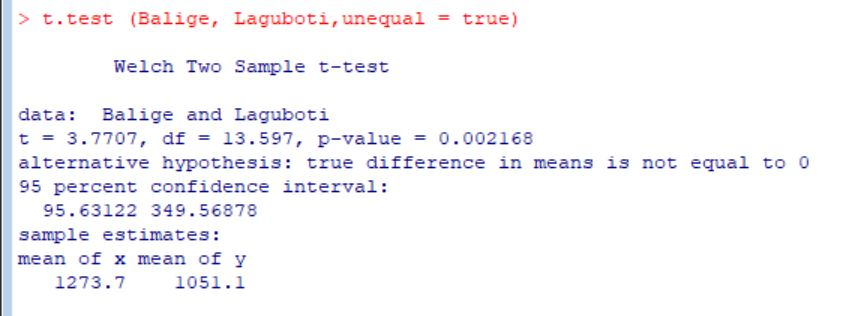 > t.test (Balige, Laguboti,unequal = true)
Welch Two Sample t-test
data:  Balige and Laguboti
t = 3.7707, df = 13.597, p-value = 0.002168
alternative hypothesis: true difference in means is not equal to 0
95 percent confidence interval:
95.63122 349.56878
sample estimates:
mean of x mean of y
1273.7    1051.1